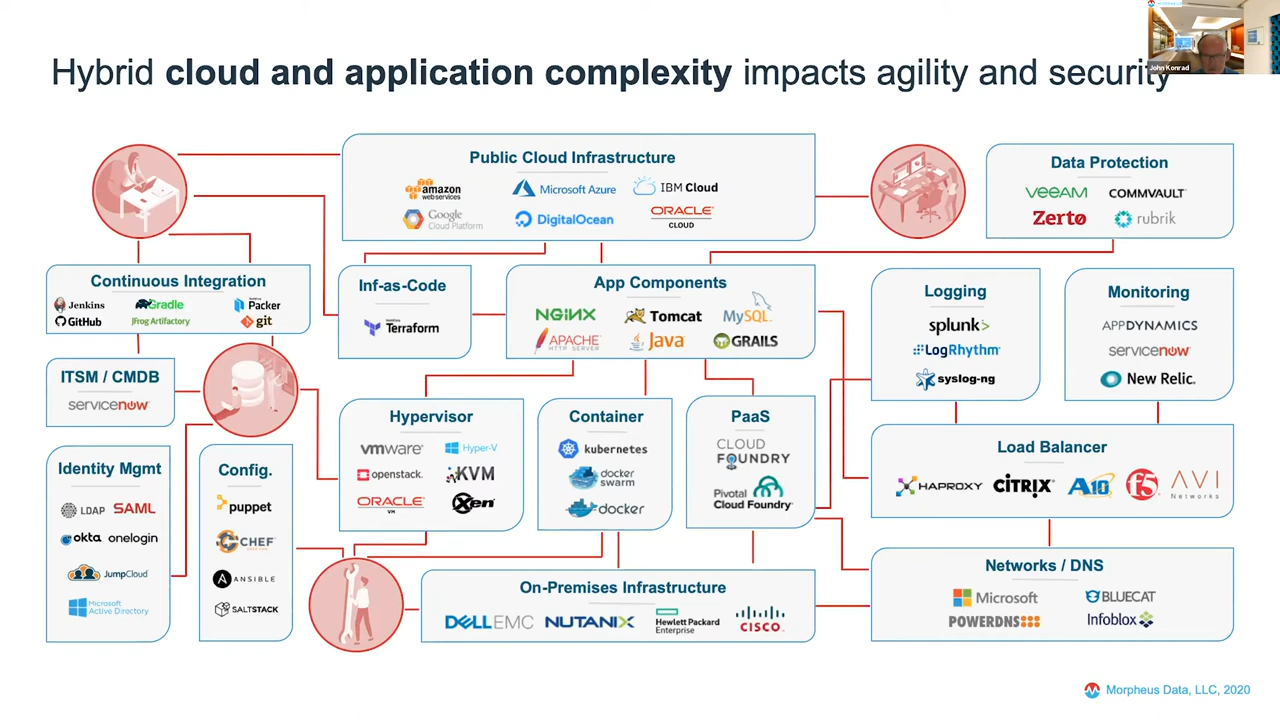 Hybrid cloud and application complexity impacts agility and security
John Konrad
Public Cloud Infrastructure
amazon
webservices
Microsoft Azure
IBM Cloud
Google
Cloud Platform
DigitalOcean
ORACLE
CLOUD
Data Protection
veeam
COMMVAULT
Zerto
rubrik
Continuous Integration
Jenkins
Gradle
Packer
GitHub
JFrog Artifactory
git
Inf-as-Code
Terraform
App Components
NGINX
Tomcat
MySQL
APACHE
HTTP SERVER
Java
GRAILS
Logging
splunk>
LogRhythm
syslog-ng
Monitoring
APPDYNAMICS
servicenow
New Relic.
ITSM / CMDB
servicenow
Hypervisor
vmware
Hyper-V
openstack.
KVM
ORACLE
VM
Xen
Container
kubernetes
docker
swarm
docker
PaaS
CLOUD
FOUNDRY
Pivotal
Cloud Foundry
Load Balancer
HAPROXY
CITRIX
A10
f5
AVI
Networks
Identity Mgmt
LDAP
SAML
okta
onelogin
JumpCloud
Microsoft
Active Directory
Config.
puppet
CHEF
ANSIBLE
SALTSTACK
On-Premises Infrastructure
DELLEMC
NUTANIX
Hewlett Packard
Enterprise
CISCO
Networks / DNS
Microsoft
BLUECAT
POWERDNS
Infoblox
Morpheus Data, LLC, 2020